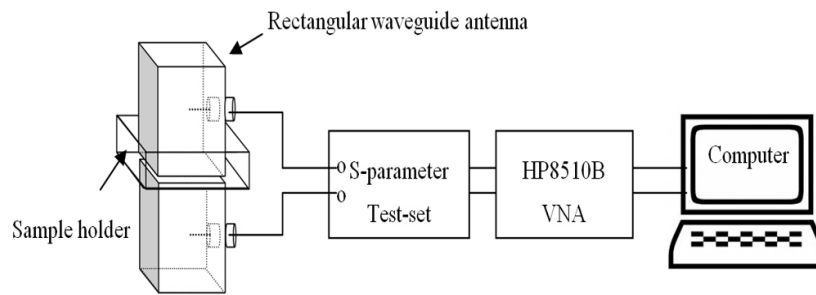 Rectangular waveguide antenna
S-parameter
Test-set
HP8510B
VNA
Computer
Sample holder